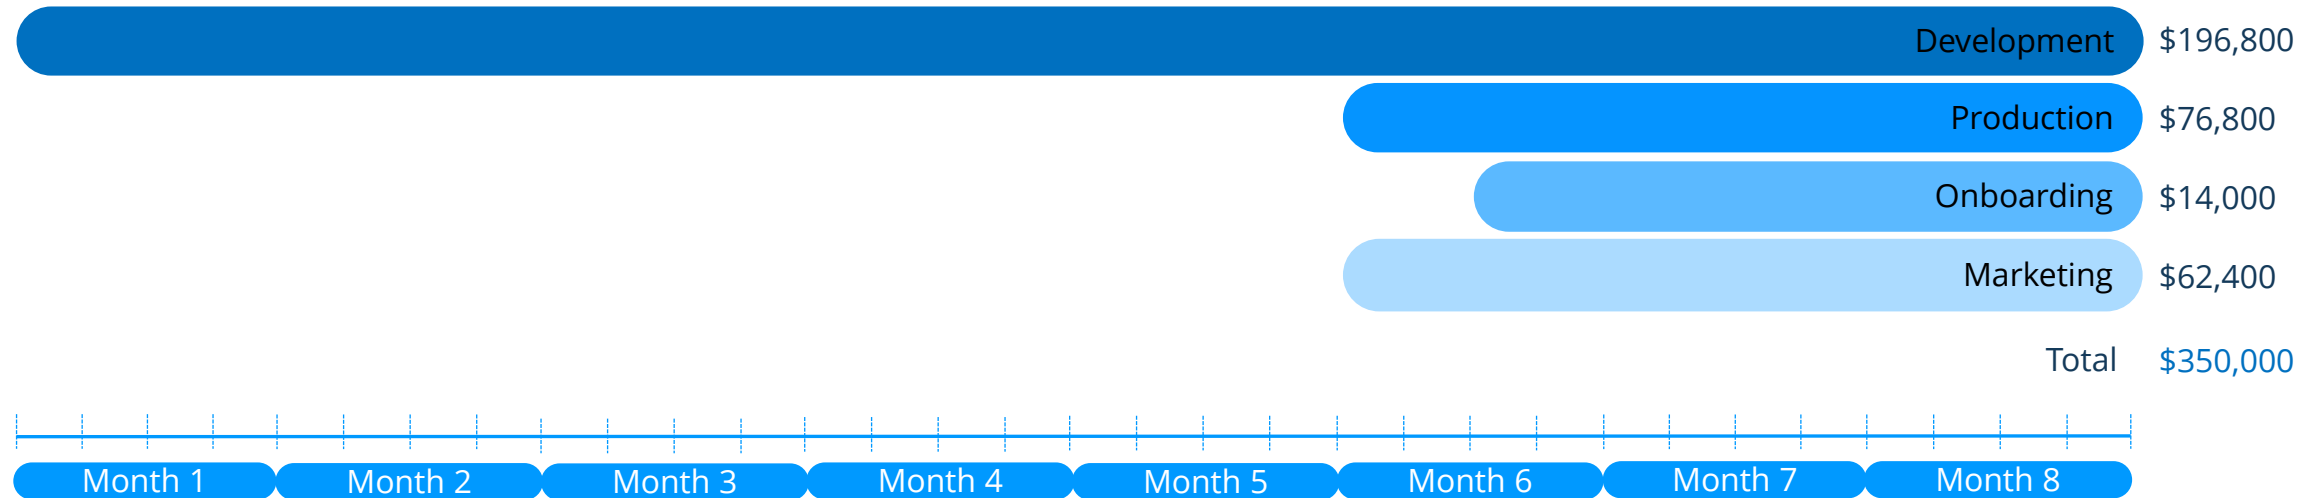 Development $196,800
Production $76,800
Onboarding $14,000
Marketing $62,400
Total $350,000
Month 1 Month 2 Month 3 Month 4 Month 5 Month 6 Month 7 Month 8